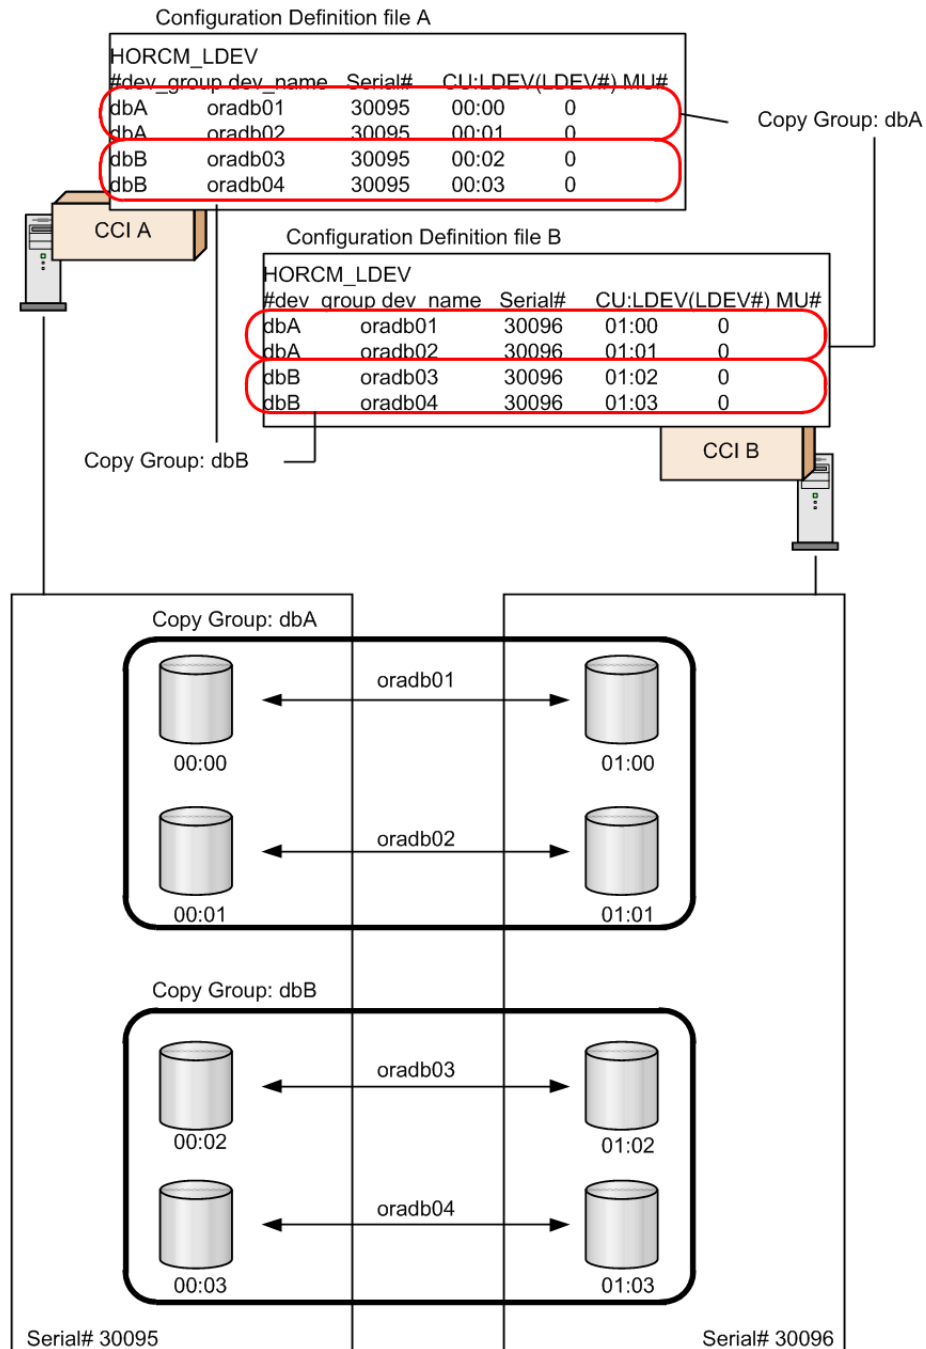 Configuration Definition file A
HORCM_LDEV
#dev_group dev_name Serial# CU:LDEV(LDEV#) MU#
dbA oradb01 30095 00:00 0
dbA oradb02 30095 00:01 0
dbB oradb03 30095 00:02 0
dbB oradb04 30095 00:03 0
Copy Group: dbA
CCI A
Configuration Definition file B
HORCM_LDEV
#dev_group dev_name Serial# CU:LDEV(LDEV#) MU#
dbA oradb01 30096 01:00 0
dbA oradb02 30096 01:01 0
dbB oradb03 30096 01:02 0
dbB oradb04 30096 01:03 0
Copy Group: dbB
CCI B
Copy Group: dbA
oradb01
00:00 01:00
oradb02
00:01 01:01
Copy Group: dbB
oradb03
00:02 01:02
oradb04
00:03 01:03
Serial# 30095 Serial# 30096